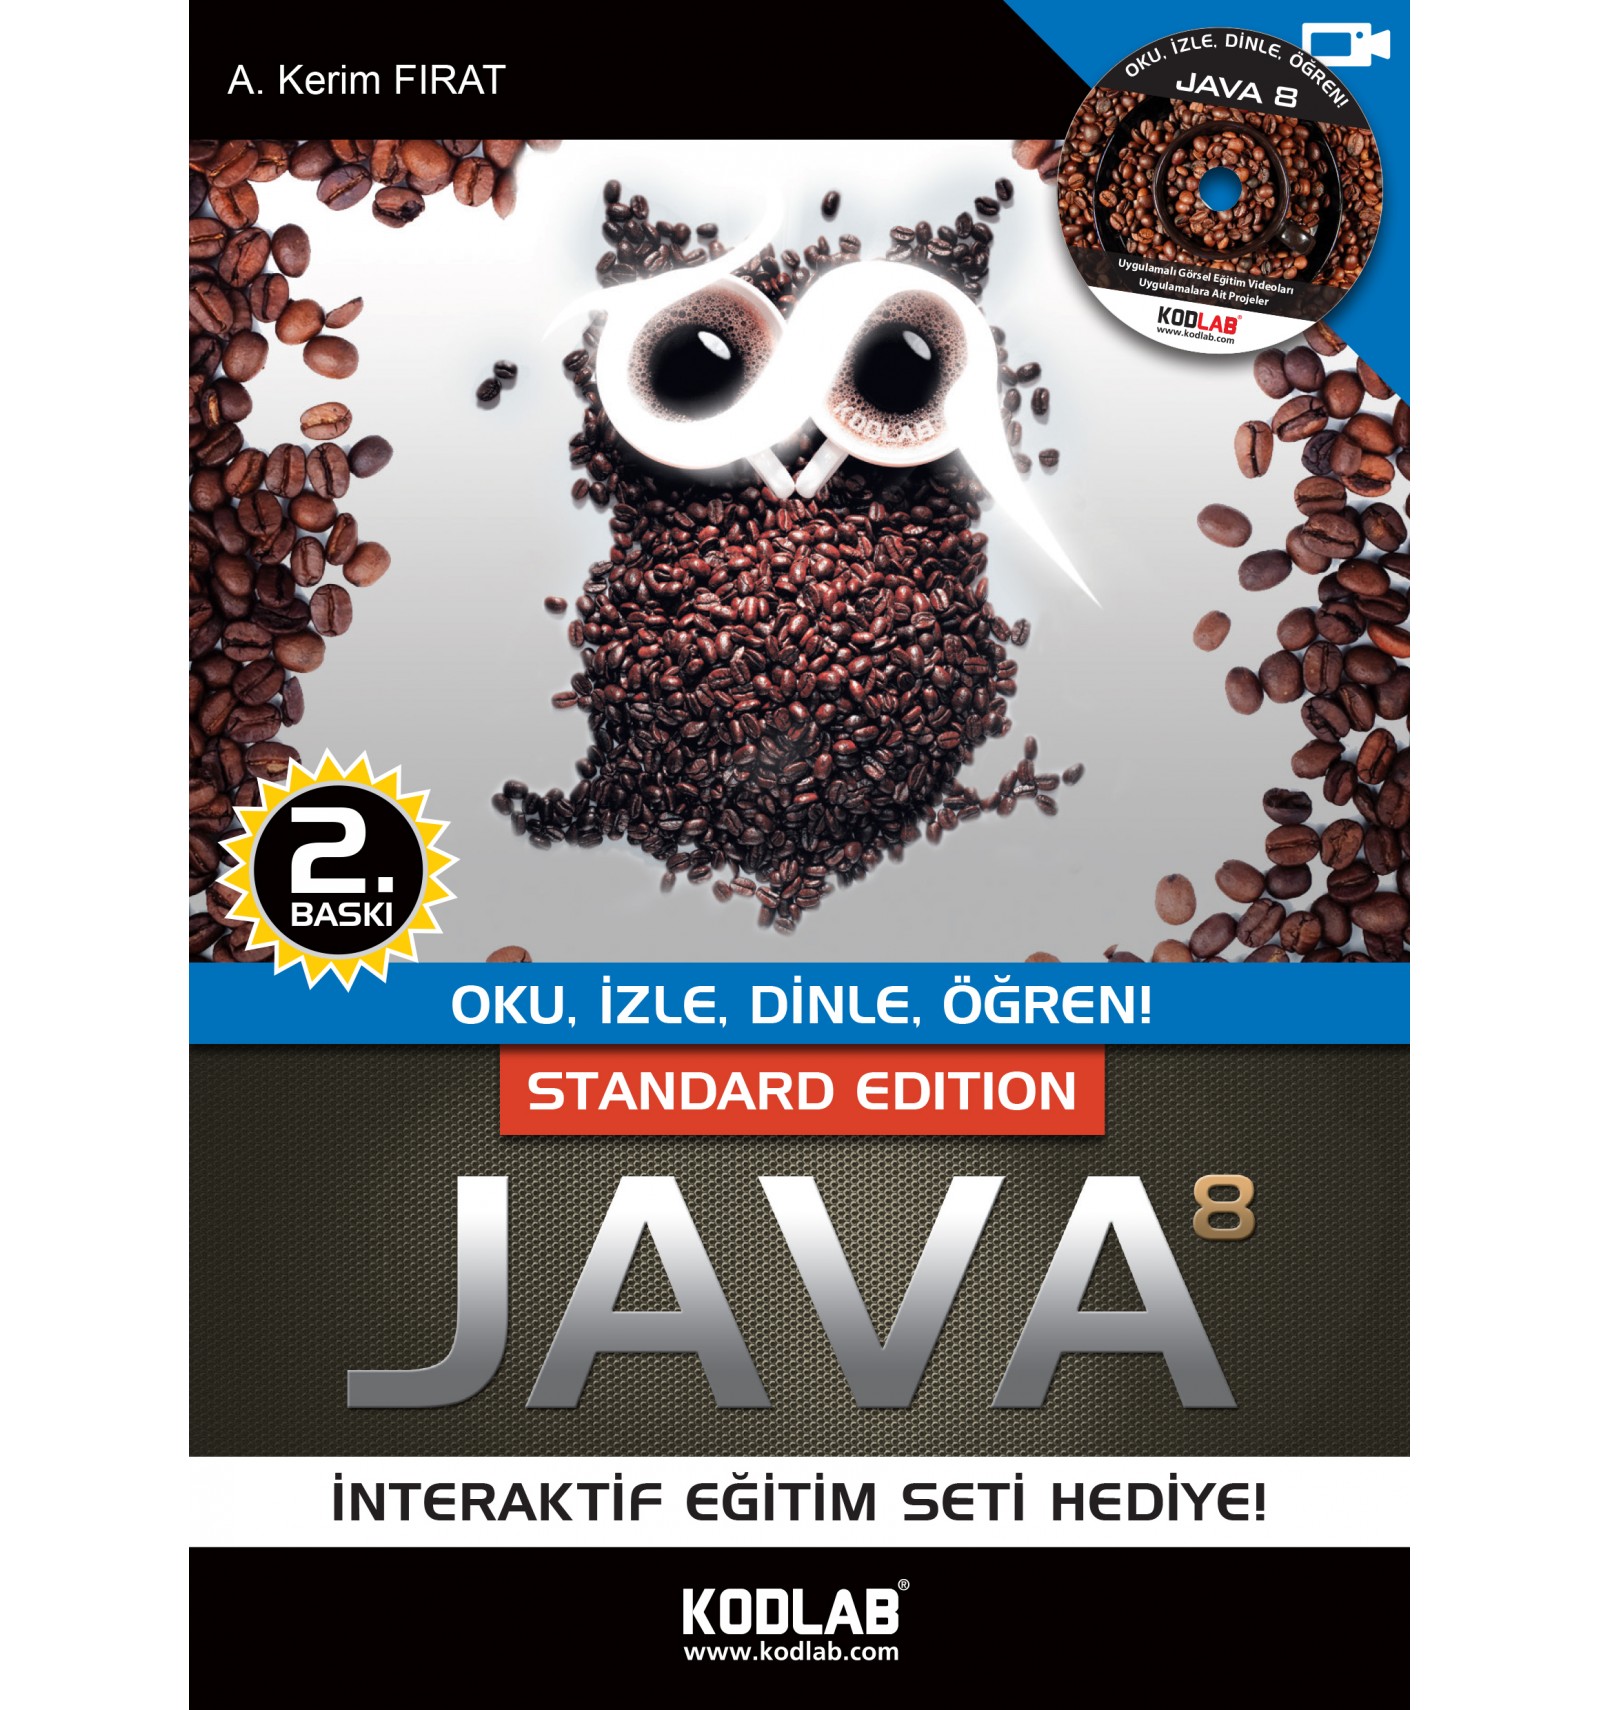 A. Kerim FIRAT
OKU, İZLE, DİNLE, ÖĞREN!
JAVA 8
Uygulamalı Görsel Eğitim Videoları
Uygulamalara Ait Projeler
KODLAB®
www.kodlab.com
KODLAB
2.
BASKI
OKU, İZLE, DİNLE, ÖĞREN!
STANDARD EDITION
JAVA 8
İNTERAKTİF EĞİTİM SETİ HEDİYE!
KODLAB®
www.kodlab.com